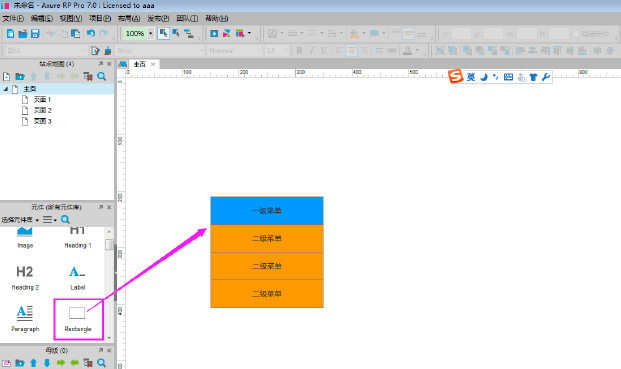 未命名 - Axure RP Pro 7.0 : Licensed to aaa
文件(F) 编辑(E) 视图(V) 项目(P) 布局(A) 发布(P) 团队(T) 帮助(H)
100%
默认 Arial Normal
站点地图 (4)
主页
0 100 200 300 400 600
主页
英
页面 1
页面 2
页面 3
100
200
300
400
元件 (所有元件库)
选择元件库
Image Heading 1
H1
H2
Heading 2 Label
Paragraph Rectangle
一级菜单
二级菜单
二级菜单
二级菜单
母版 (0)